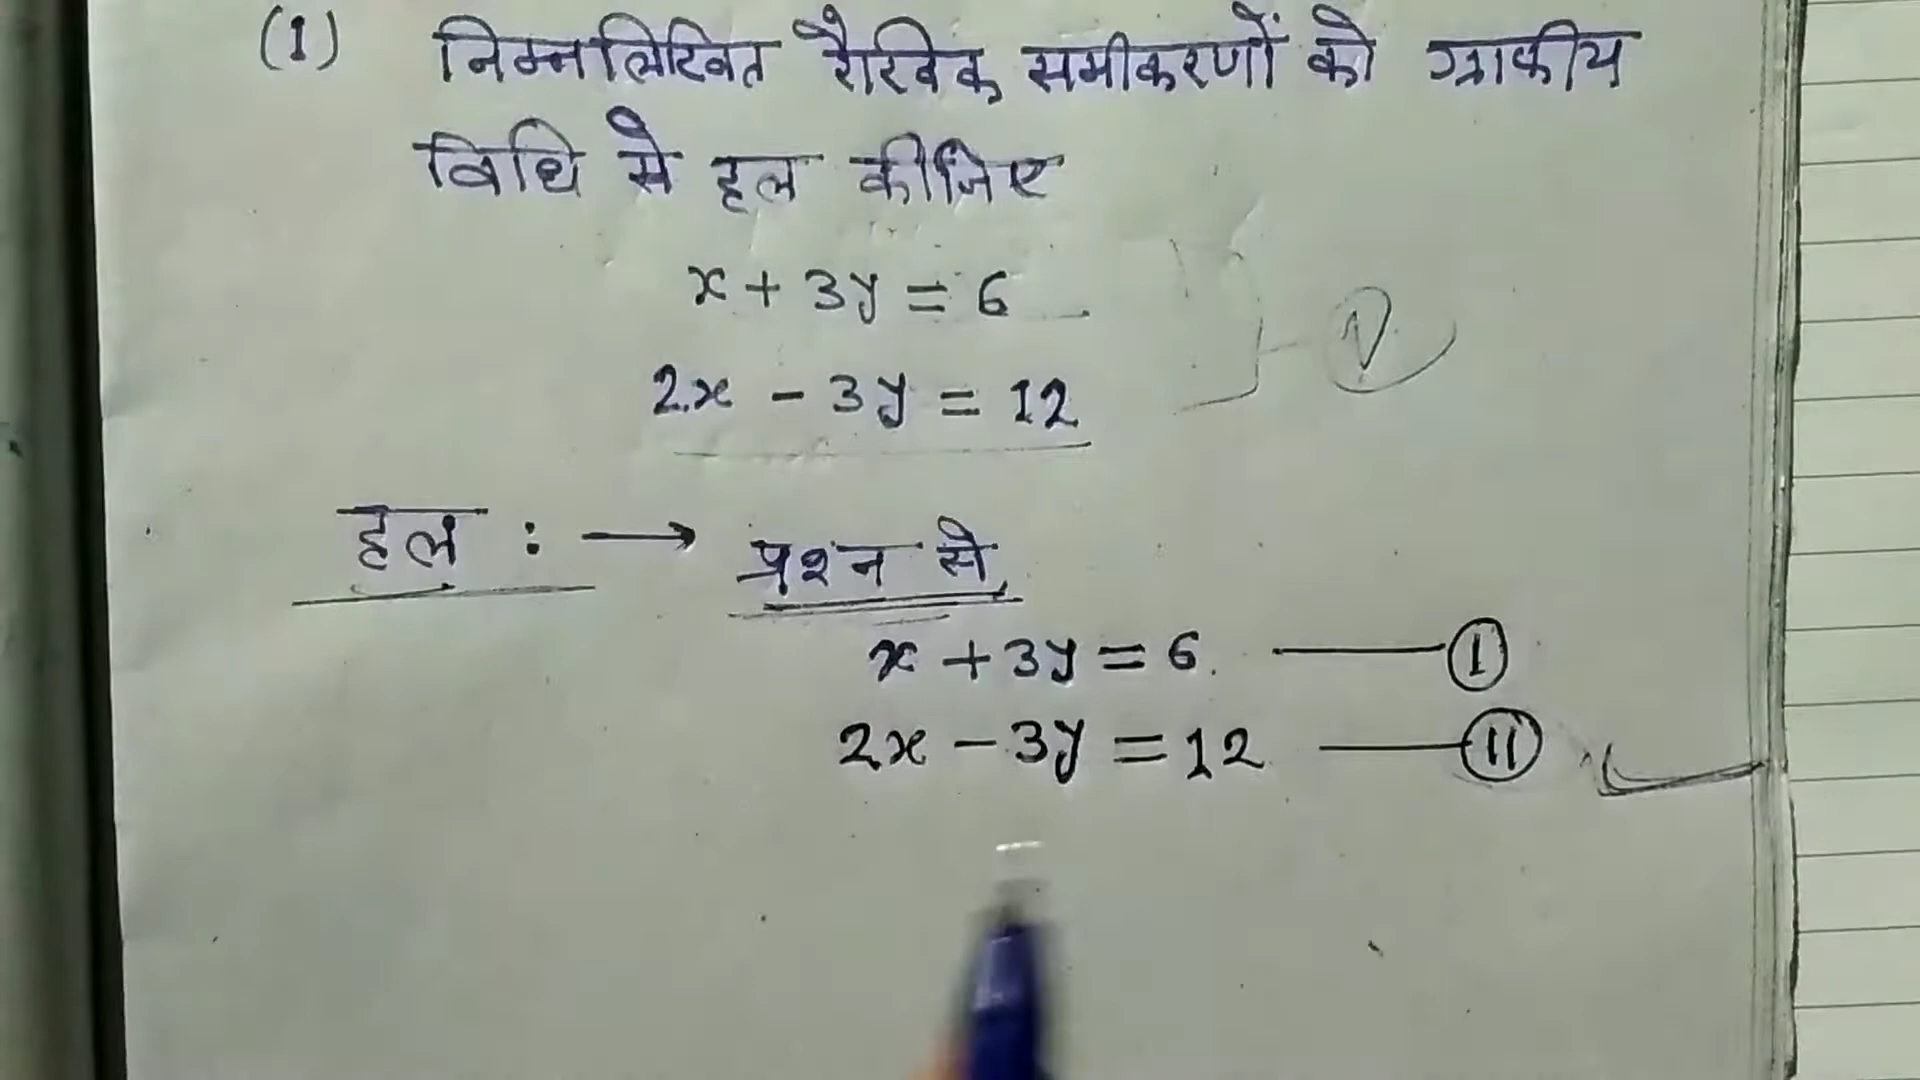 (1) निम्नलिखित रैखिक समीकरणों को ग्राफीय
विधि से हल कीजिए
x + 3y = 6
2x - 3y = 12
हल : → प्रश्न से,
x + 3y = 6. —— I
2x - 3y = 12 —— II